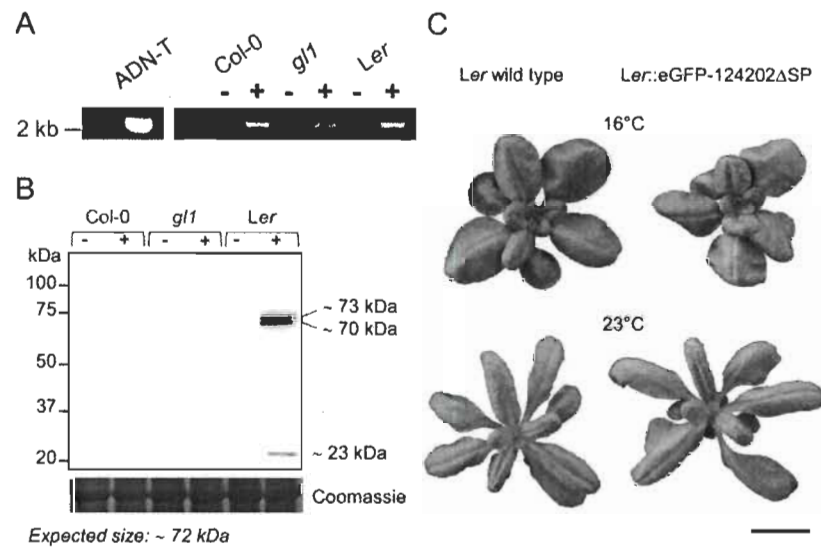 A
ADN-T
Col-0
gl1
Ler
- + - + - +
2 kb
B
Col-0 gl1 Ler
- + - + - +
kDa
100
75
50
37
20
~ 73 kDa
~ 70 kDa
~ 23 kDa
Coomassie
Expected size: ~ 72 kDa
C
Ler wild type Ler::eGFP-124202ΔSP
16°C
23°C